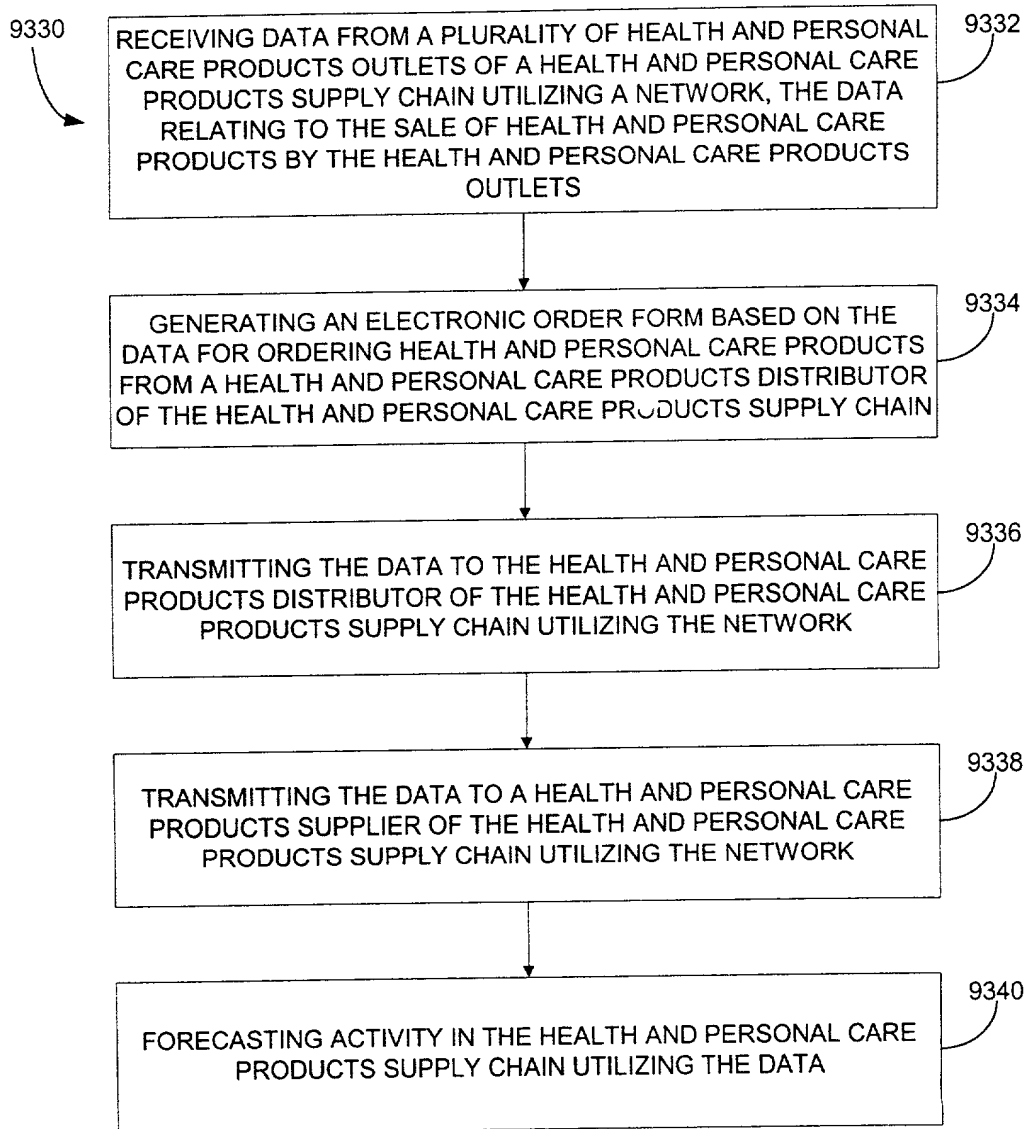 9330
RECEIVING DATA FROM A PLURALITY OF HEALTH AND PERSONAL
CARE PRODUCTS OUTLETS OF A HEALTH AND PERSONAL CARE
PRODUCTS SUPPLY CHAIN UTILIZING A NETWORK, THE DATA
RELATING TO THE SALE OF HEALTH AND PERSONAL CARE
PRODUCTS BY THE HEALTH AND PERSONAL CARE PRODUCTS
OUTLETS
9332
GENERATING AN ELECTRONIC ORDER FORM BASED ON THE
DATA FOR ORDERING HEALTH AND PERSONAL CARE PRODUCTS
FROM A HEALTH AND PERSONAL CARE PRODUCTS DISTRIBUTOR
OF THE HEALTH AND PERSONAL CARE PRODUCTS SUPPLY CHAIN
9334
TRANSMITTING THE DATA TO THE HEALTH AND PERSONAL CARE
PRODUCTS DISTRIBUTOR OF THE HEALTH AND PERSONAL CARE
PRODUCTS SUPPLY CHAIN UTILIZING THE NETWORK
9336
TRANSMITTING THE DATA TO A HEALTH AND PERSONAL CARE
PRODUCTS SUPPLIER OF THE HEALTH AND PERSONAL CARE
PRODUCTS SUPPLY CHAIN UTILIZING THE NETWORK
9338
FORECASTING ACTIVITY IN THE HEALTH AND PERSONAL CARE
PRODUCTS SUPPLY CHAIN UTILIZING THE DATA
9340